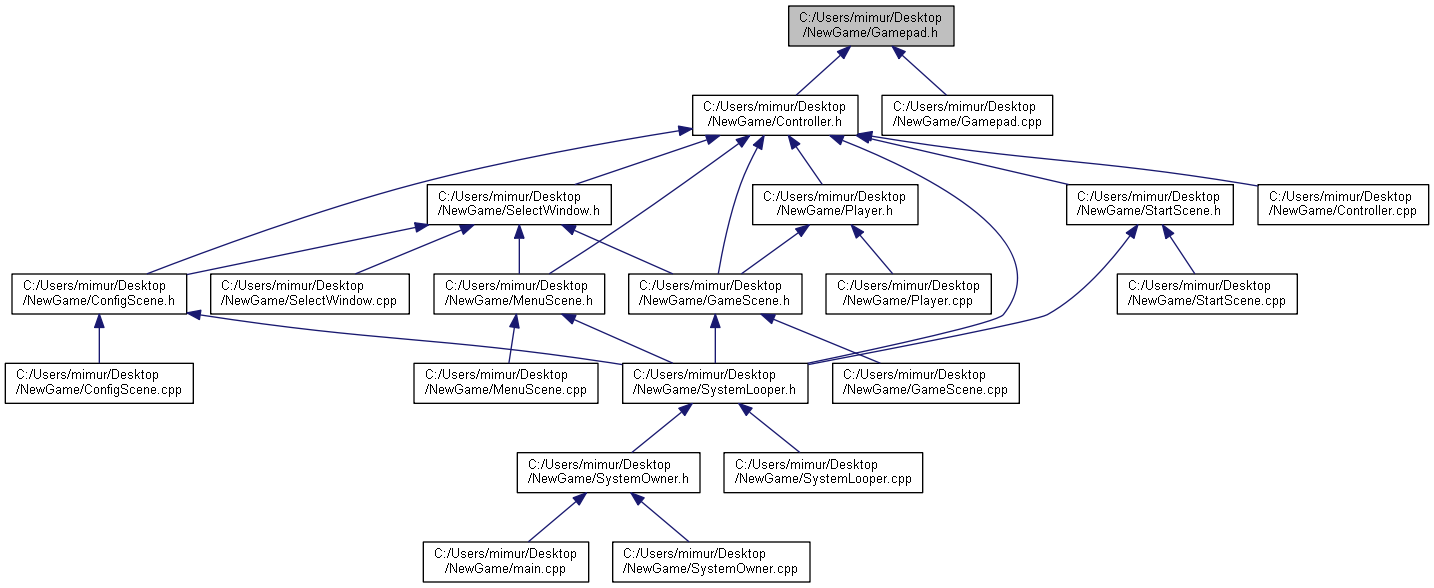 C:/Users/mimur/Desktop
/NewGame/Gamepad.h
C:/Users/mimur/Desktop
/NewGame/Controller.h
C:/Users/mimur/Desktop
/NewGame/Gamepad.cpp
C:/Users/mimur/Desktop
/NewGame/SelectWindow.h
C:/Users/mimur/Desktop
/NewGame/Player.h
C:/Users/mimur/Desktop
/NewGame/StartScene.h
C:/Users/mimur/Desktop
/NewGame/Controller.cpp
C:/Users/mimur/Desktop
/NewGame/ConfigScene.h
C:/Users/mimur/Desktop
/NewGame/SelectWindow.cpp
C:/Users/mimur/Desktop
/NewGame/MenuScene.h
C:/Users/mimur/Desktop
/NewGame/GameScene.h
C:/Users/mimur/Desktop
/NewGame/Player.cpp
C:/Users/mimur/Desktop
/NewGame/StartScene.cpp
C:/Users/mimur/Desktop
/NewGame/ConfigScene.cpp
C:/Users/mimur/Desktop
/NewGame/MenuScene.cpp
C:/Users/mimur/Desktop
/NewGame/SystemLooper.h
C:/Users/mimur/Desktop
/NewGame/GameScene.cpp
C:/Users/mimur/Desktop
/NewGame/SystemOwner.h
C:/Users/mimur/Desktop
/NewGame/SystemLooper.cpp
C:/Users/mimur/Desktop
/NewGame/main.cpp
C:/Users/mimur/Desktop
/NewGame/SystemOwner.cpp